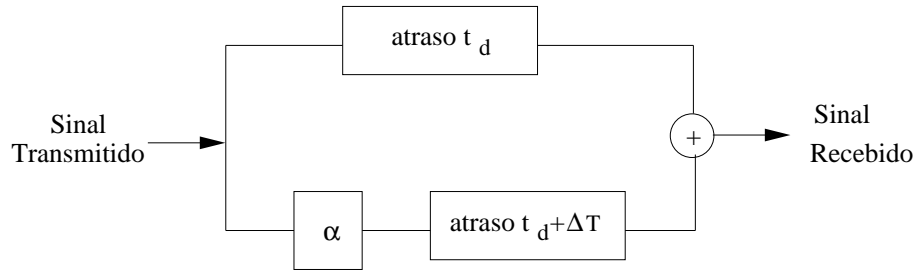 atraso t d
Sinal
Transmitido
+
Sinal
Recebido
α
atraso t d+ΔT